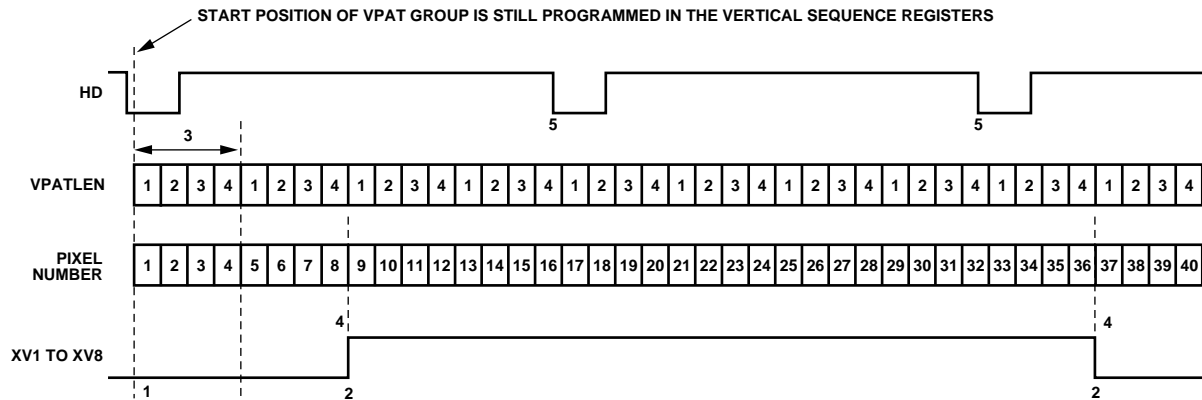 START POSITION OF VPAT GROUP IS STILL PROGRAMMED IN THE VERTICAL SEQUENCE REGISTERS
HD
5 5
3
VPATLEN 1 2 3 4 1 2 3 4 1 2 3 4 1 2 3 4 1 2 3 4 1 2 3 4 1 2 3 4 1 2 3 4 1 2 3 4 1 2 3 4
PIXEL
NUMBER 1 2 3 4 5 6 7 8 9 10 11 12 13 14 15 16 17 18 19 20 21 22 23 24 25 26 27 28 29 30 31 32 33 34 35 36 37 38 39 40
4 4
XV1 TO XV8
1 2 2